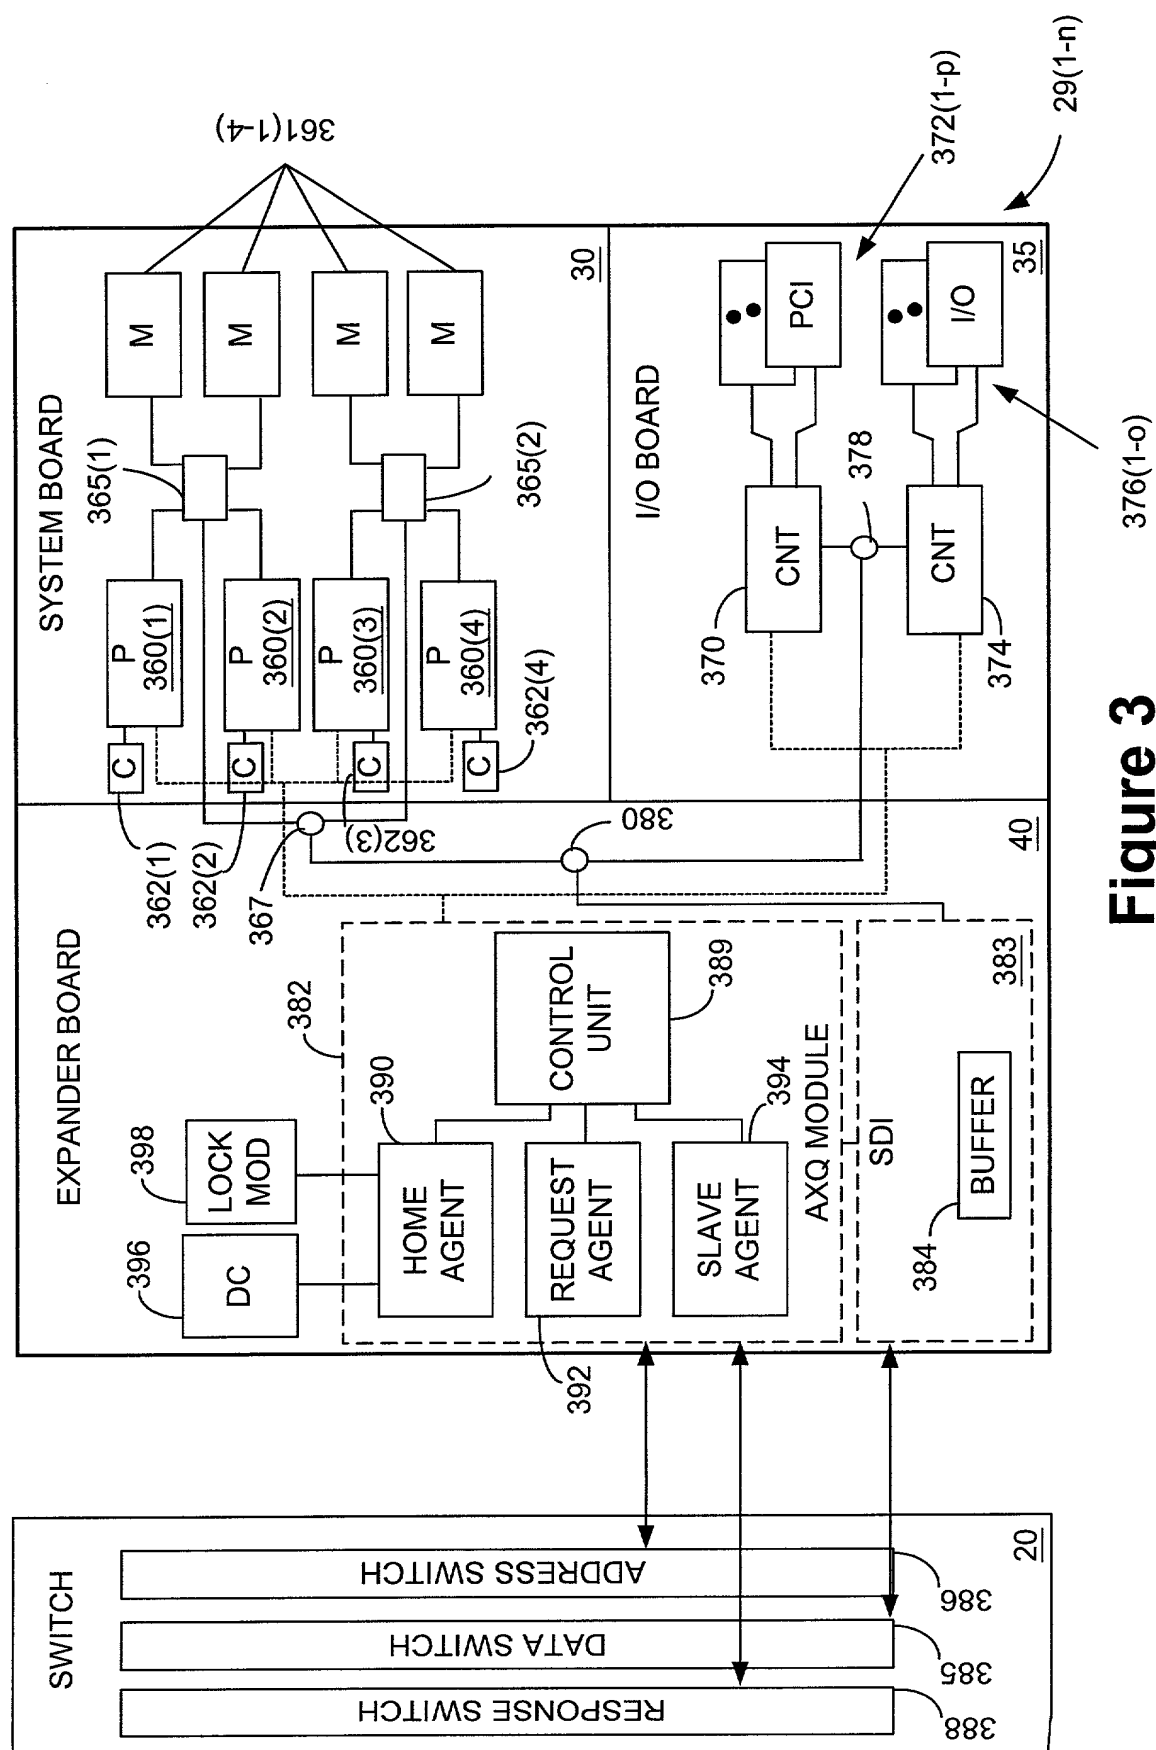 SWITCH
RESPONSE SWITCH
DATA SWITCH
ADDRESS SWITCH
388
385
386
20
EXPANDER BOARD
396
DC
398
LOCK
MOD
382
390
HOME
AGENT
392
REQUEST
AGENT
394
SLAVE
AGENT
389
CONTROL
UNIT
AXQ MODULE
SDI
384
BUFFER
383
40
367
380
SYSTEM BOARD
362(1)
362(2)
362(3)
362(4)
C
C
C
C
P
360(1)
P
360(2)
P
360(3)
P
360(4)
365(1)
365(2)
M
M
M
M
361(1-4)
30
I/O BOARD
370
CNT
374
CNT
378
PCI
I/O
372(1-p)
376(1-o)
35
29(1-n)
Figure 3